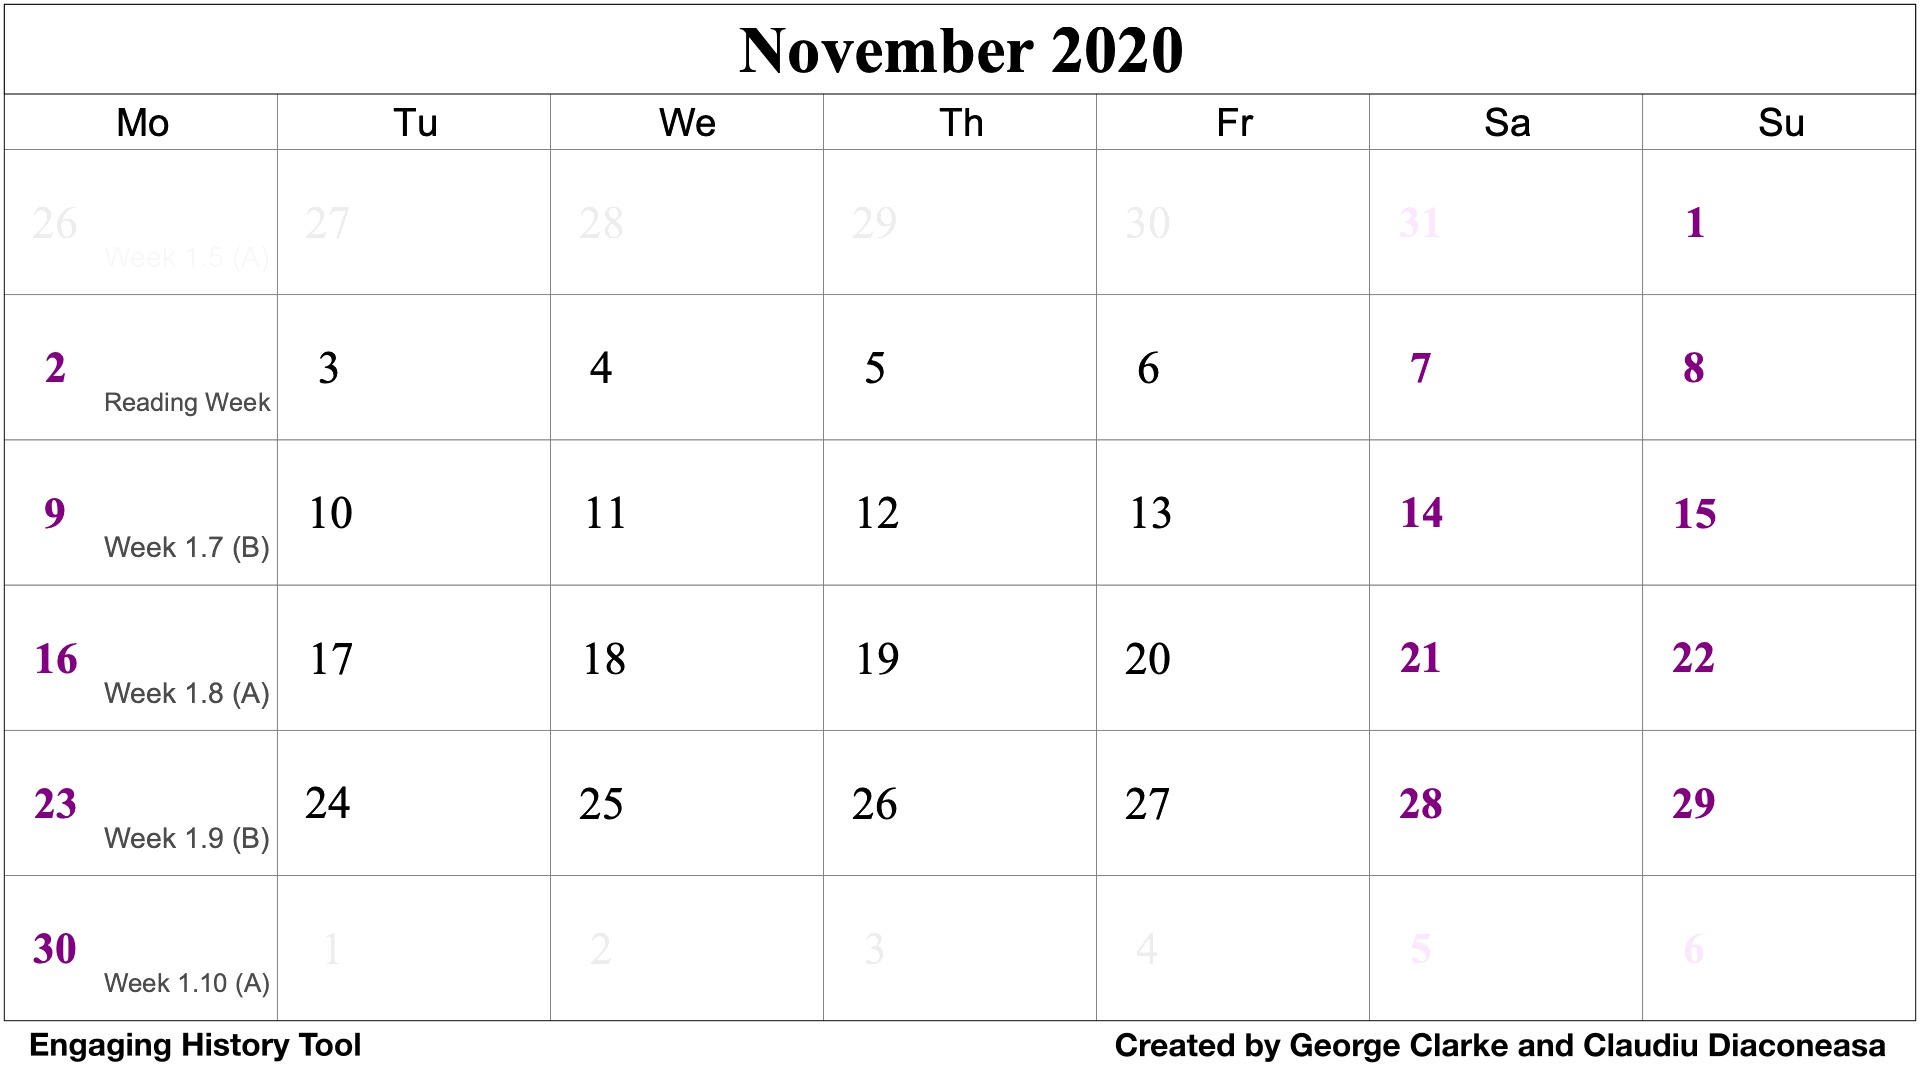 November 2020
Mo Tu We Th Fr Sa Su
26 27 28 29 30 31 1
Week 1.5 (A)
2 3 4 5 6 7 8
Reading Week
9 10 11 12 13 14 15
Week 1.7 (B)
16 17 18 19 20 21 22
Week 1.8 (A)
23 24 25 26 27 28 29
Week 1.9 (B)
30 1 2 3 4 5 6
Week 1.10 (A)
Engaging History Tool
Created by George Clarke and Claudiu Diaconeasa